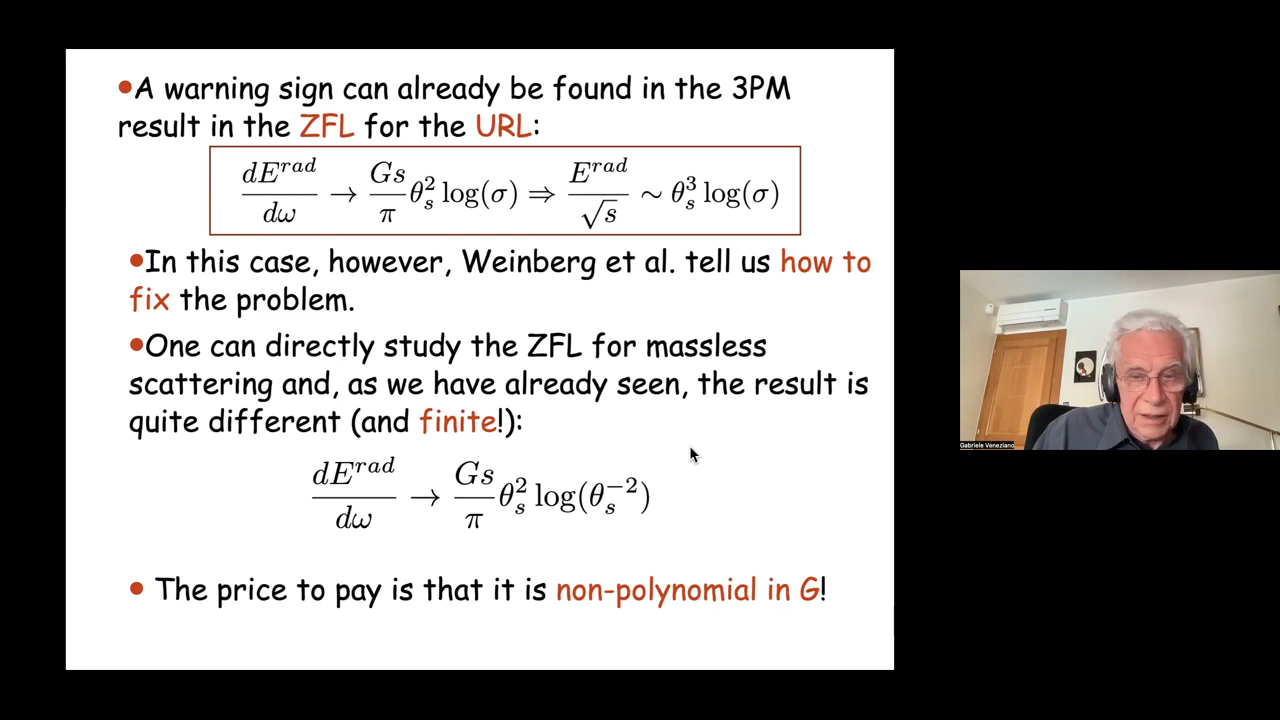 •A warning sign can already be found in the 3PM
result in the ZFL for the URL:
dE^{rad}/dω → Gs/π θ_s^2 log(σ) ⇒ E^{rad}/√s ∼ θ_s^3 log(σ)
•In this case, however, Weinberg et al. tell us how to
fix the problem.
•One can directly study the ZFL for massless
scattering and, as we have already seen, the result is
quite different (and finite!):
dE^{rad}/dω → Gs/π θ_s^2 log(θ_s^{-2})
• The price to pay is that it is non-polynomial in G!
Gabriele Veneziano